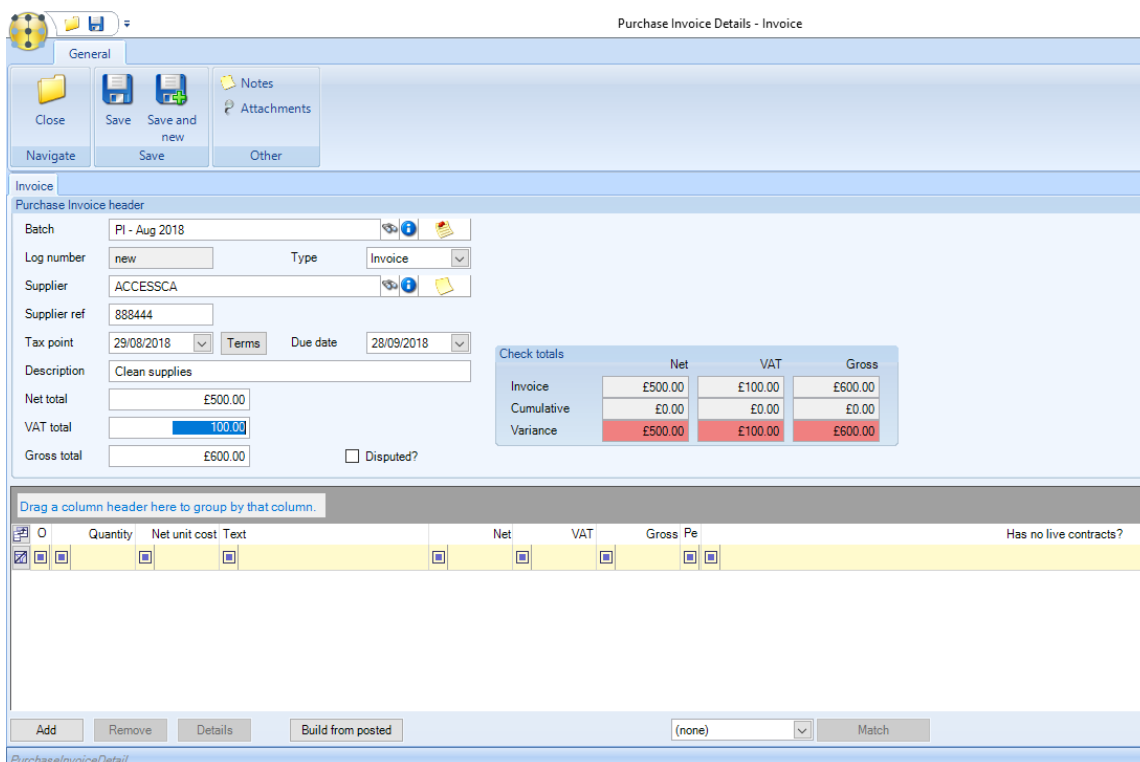 Purchase Invoice Details - Invoice
General
Close
Save
Save and new
Notes
Attachments
Navigate
Save
Other
Invoice
Purchase Invoice header
Batch PI - Aug 2018
Log number new Type Invoice
Supplier ACCESSCA
Supplier ref 888444
Tax point 29/08/2018 Terms Due date 28/09/2018
Description Clean supplies
Net total £500.00
VAT total 100.00
Gross total £600.00 Disputed?
Check totals
Net VAT Gross
Invoice £500.00 £100.00 £600.00
Cumulative £0.00 £0.00 £0.00
Variance £500.00 £100.00 £600.00
Drag a column header here to group by that column.
O Quantity Net unit cost Text Net VAT Gross Pe Has no live contracts?
Add Remove Details Build from posted (none) Match
PurchaseInvoiceDetail